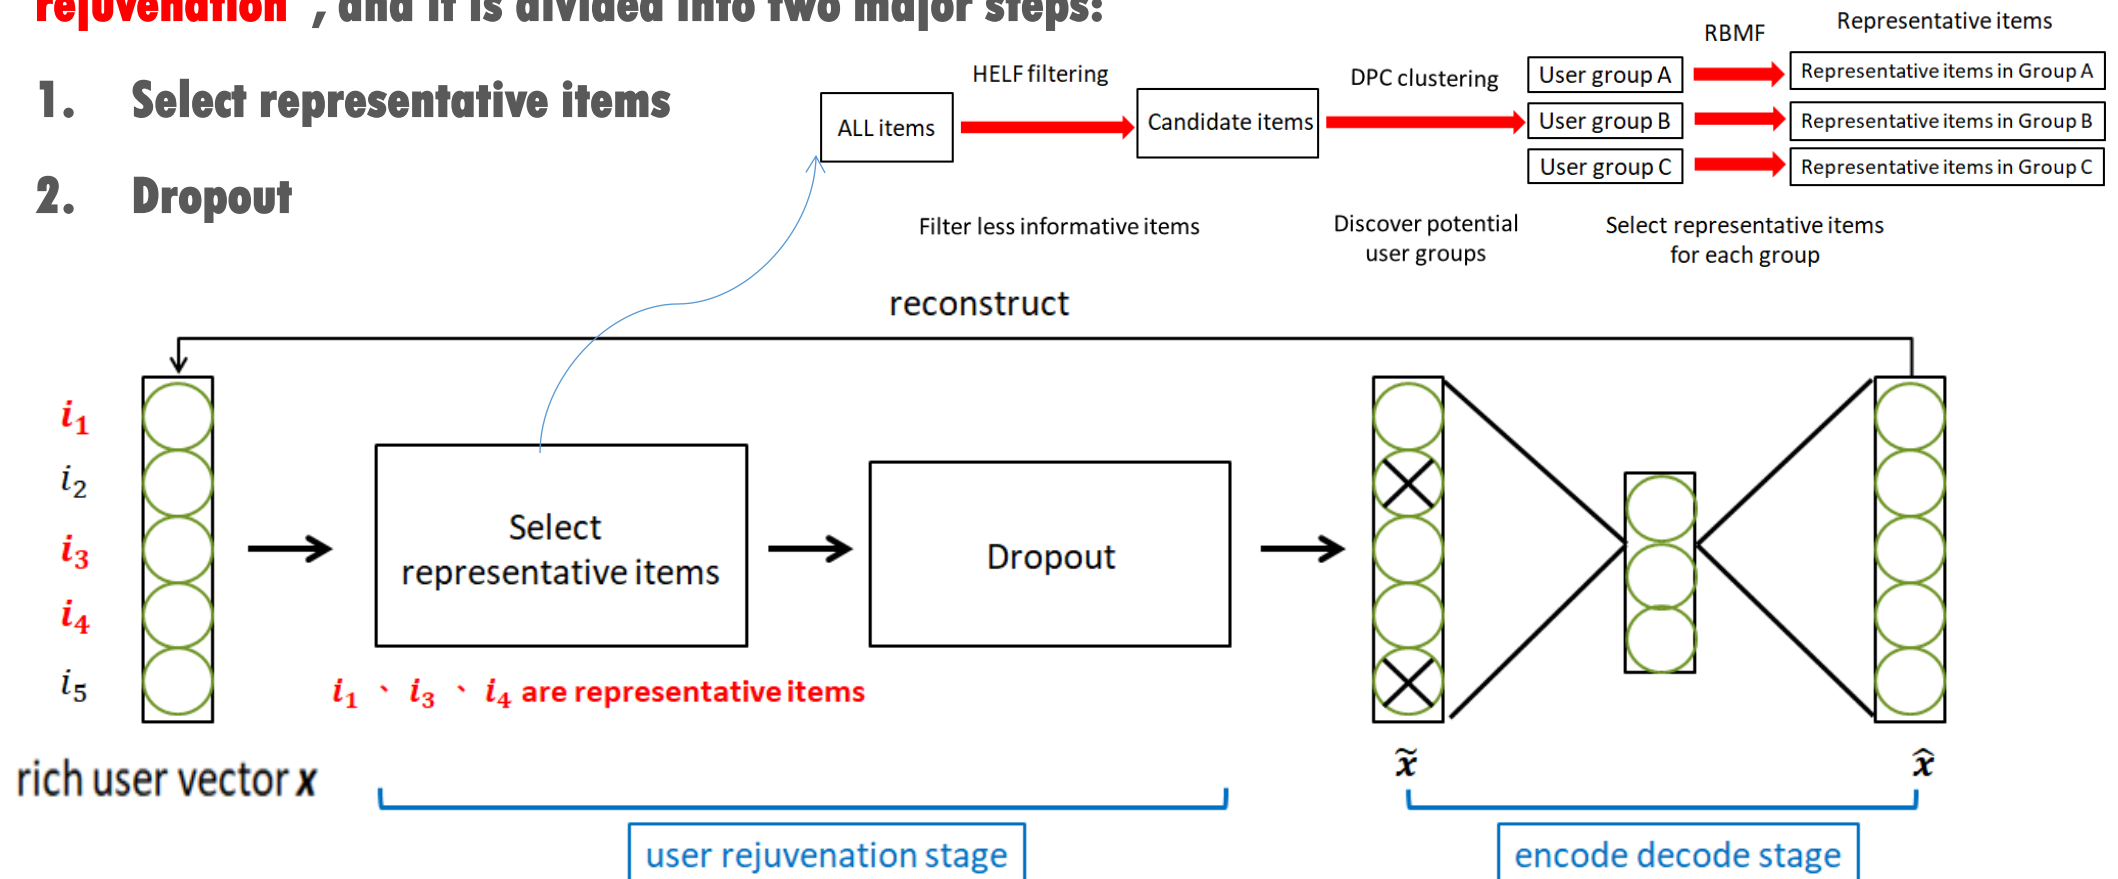 rejuvenation", and it is divided into two major steps:
1. Select representative items
2. Dropout
HELF filtering
DPC clustering
RBMF
Representative items
ALL items
Candidate items
User group A
User group B
User group C
Representative items in Group A
Representative items in Group B
Representative items in Group C
Filter less informative items
Discover potential
user groups
Select representative items
for each group
reconstruct
i₁
i₂
i₃
i₄
i₅
Select
representative items
Dropout
i₁、i₃、i₄ are representative items
rich user vector x
x̃
x̂
user rejuvenation stage
encode decode stage